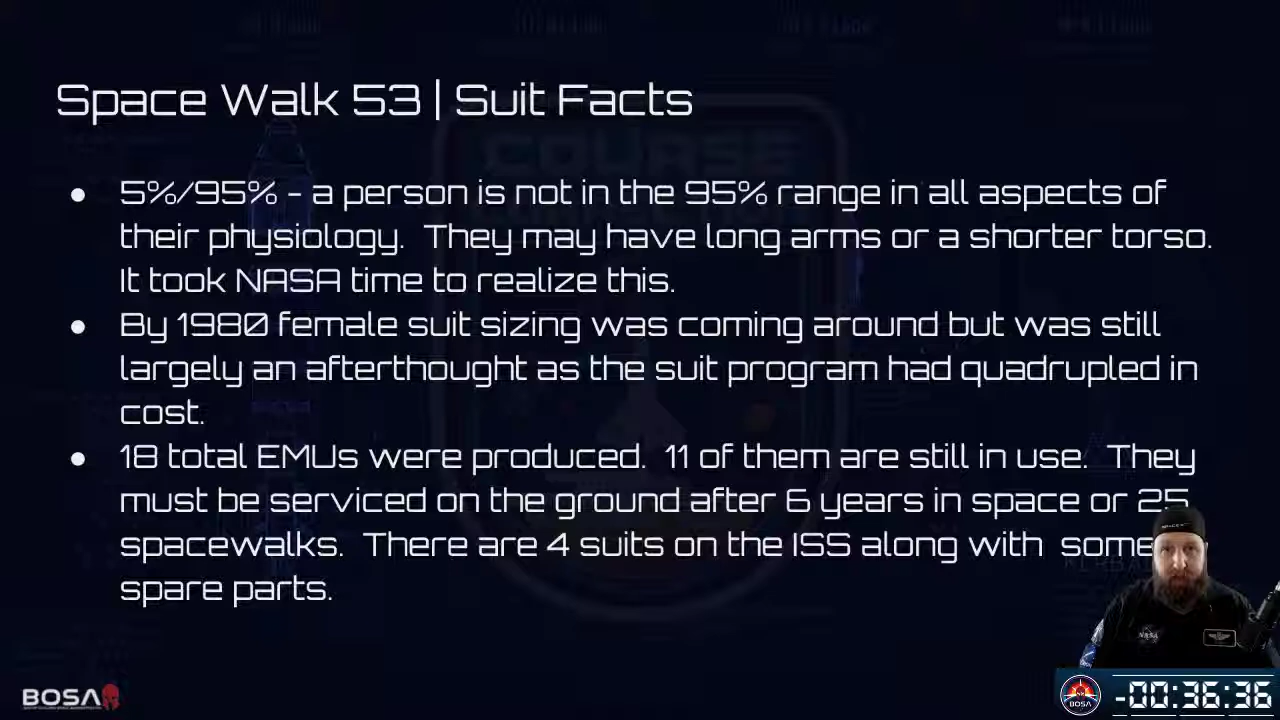 Space Walk 53 | Suit Facts
● 5%/95% - a person is not in the 95% range in all aspects of
their physiology. They may have long arms or a shorter torso.
It took NASA time to realize this.
● By 1980 female suit sizing was coming around but was still
largely an afterthought as the suit program had quadrupled in
cost.
● 18 total EMUs were produced. 11 of them are still in use. They
must be serviced on the ground after 6 years in space or 25
spacewalks. There are 4 suits on the ISS along with some
spare parts.
NASA
BOSA
BOSA
-00:36:36